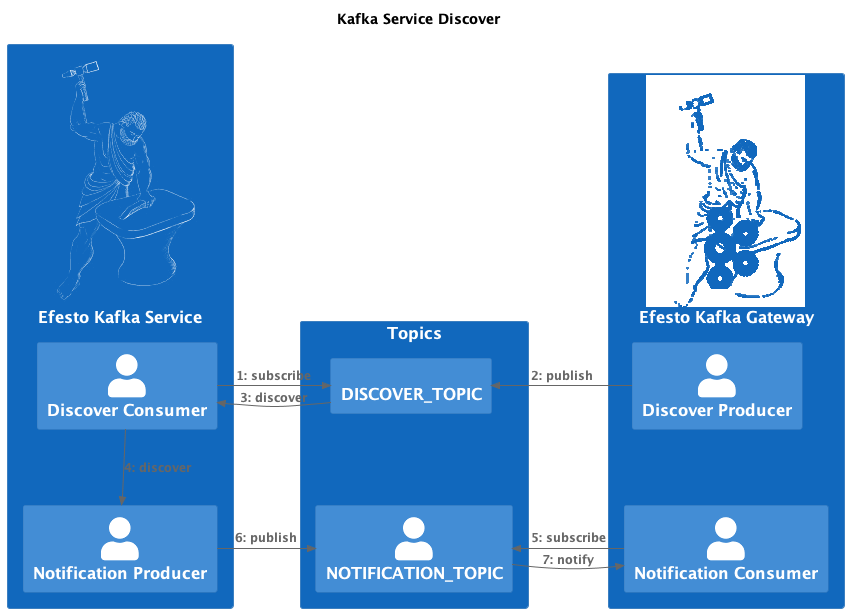 Kafka Service Discover
Efesto Kafka Service
Efesto Kafka Gateway
Topics
1: subscribe
2: publish
DISCOVER_TOPIC
3: discover
Discover Consumer
Discover Producer
4: discover
6: publish
5: subscribe
7: notify
Notification Producer
NOTIFICATION_TOPIC
Notification Consumer